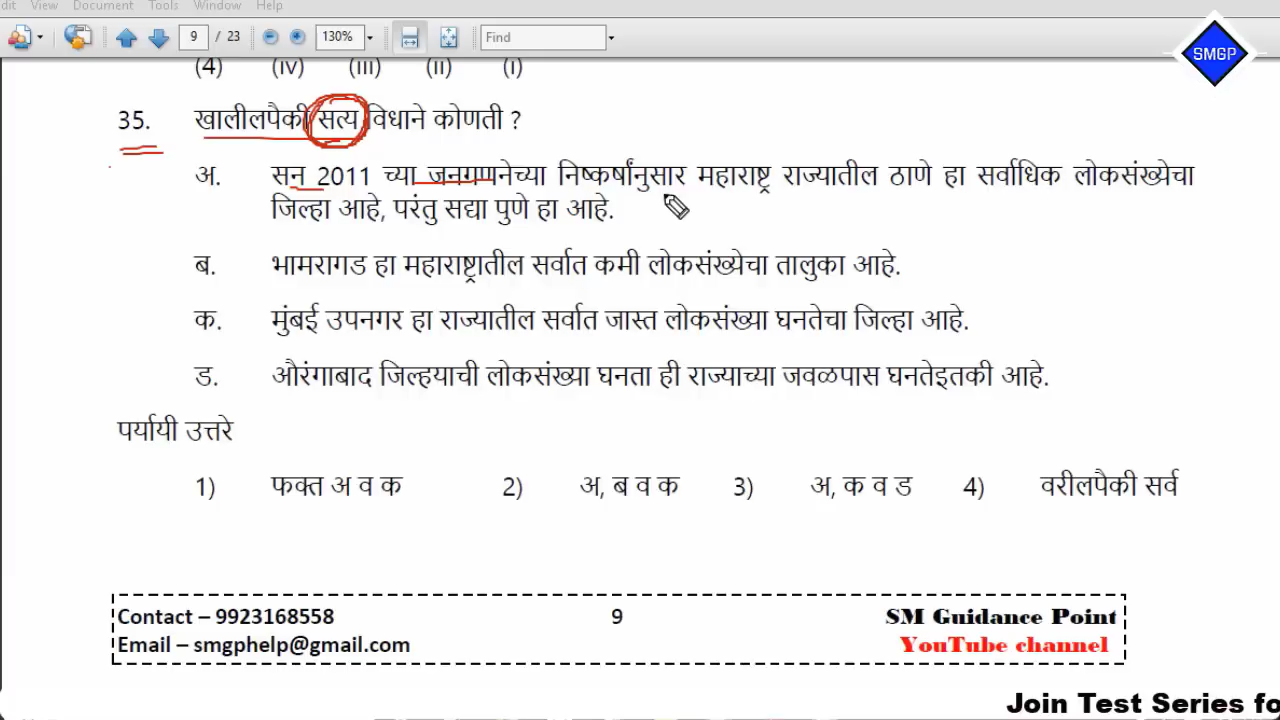 dit View Document Tools Window Help
9 / 23 130% Find
SMGP
(4) (iv) (iii) (ii) (i)
35. खालीलपैकी सत्य विधाने कोणती ?
अ. सन 2011 च्या जनगणनेच्या निष्कर्षांनुसार महाराष्ट्र राज्यातील ठाणे हा सर्वाधिक लोकसंख्येचा
जिल्हा आहे, परंतु सद्या पुणे हा आहे.
ब. भामरागड हा महाराष्ट्रातील सर्वात कमी लोकसंख्येचा तालुका आहे.
क. मुंबई उपनगर हा राज्यातील सर्वात जास्त लोकसंख्या घनतेचा जिल्हा आहे.
ड. औरंगाबाद जिल्हयाची लोकसंख्या घनता ही राज्याच्या जवळपास घनतेइतकी आहे.
पर्यायी उत्तरे
1) फक्त अ व क 2) अ, ब व क 3) अ, क व ड 4) वरीलपैकी सर्व
Contact – 9923168558 9 SM Guidance Point
Email – smgphelp@gmail.com YouTube channel
Join Test Series fo